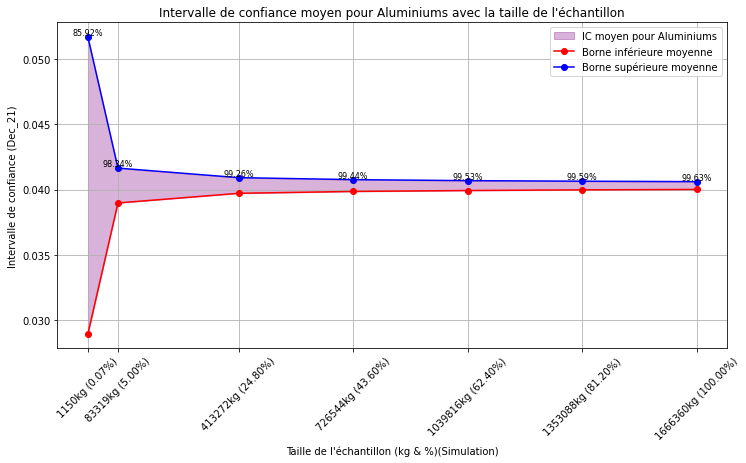 Intervalle de confiance moyen pour Aluminiums avec la taille de l'échantillon
IC moyen pour Aluminiums
Borne inférieure moyenne
Borne supérieure moyenne
85.92%
98.34%
99.26%
99.44%
99.53%
99.59%
99.63%
0.050
0.045
0.040
0.035
0.030
Intervalle de confiance (Dec_21)
1150kg (0.07%)
83319kg (5.00%)
413272kg (24.80%)
726544kg (43.60%)
1039816kg (62.40%)
1353088kg (81.20%)
1666360kg (100.00%)
Taille de l'échantillon (kg & %)(Simulation)